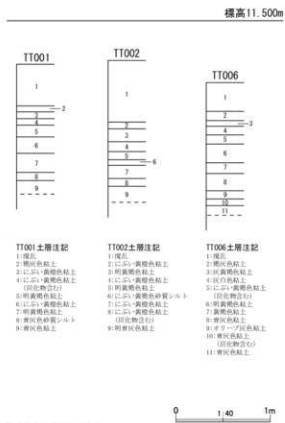 標高11.500m
TT001
1
2
3
4
5
6
7
8
9
TT002
1
2
3
4
5
6
7
8
9
TT006
1
2
3
4
5
6
7
8
9
10
11
TT001土層注記
1:攪乱
2:褐灰色粘土
3:にぶい黄橙色粘土
4:にぶい黄橙色粘土
(炭化物含む)
5:明黄褐色粘土
6:にぶい黄橙色粘土
7:明黄褐色粘土
8:青灰色砂質シルト
9:青灰色粘土
TT002土層注記
1:攪乱
2:にぶい黄橙色粘土
3:明黄褐色粘土
4:にぶい黄橙色粘土
5:明黄褐色粘土
6:にぶい黄褐色砂質シルト
7:にぶい黄橙色粘土
8:にぶい黄橙色粘土
(炭化物含む)
9:明青灰色粘土
TT006土層注記
1:攪乱
2:褐灰色粘土
3:灰黄褐色粘土
4:灰白色粘土
5:にぶい黄褐色粘土
(炭化物含む)
6:明黄褐色粘土
7:黄褐色粘土
8:青灰色粘土
9:オリーブ灰色粘土
10:青灰色粘土
(炭化物含む)
11:青灰色粘土
0 1:40 1m